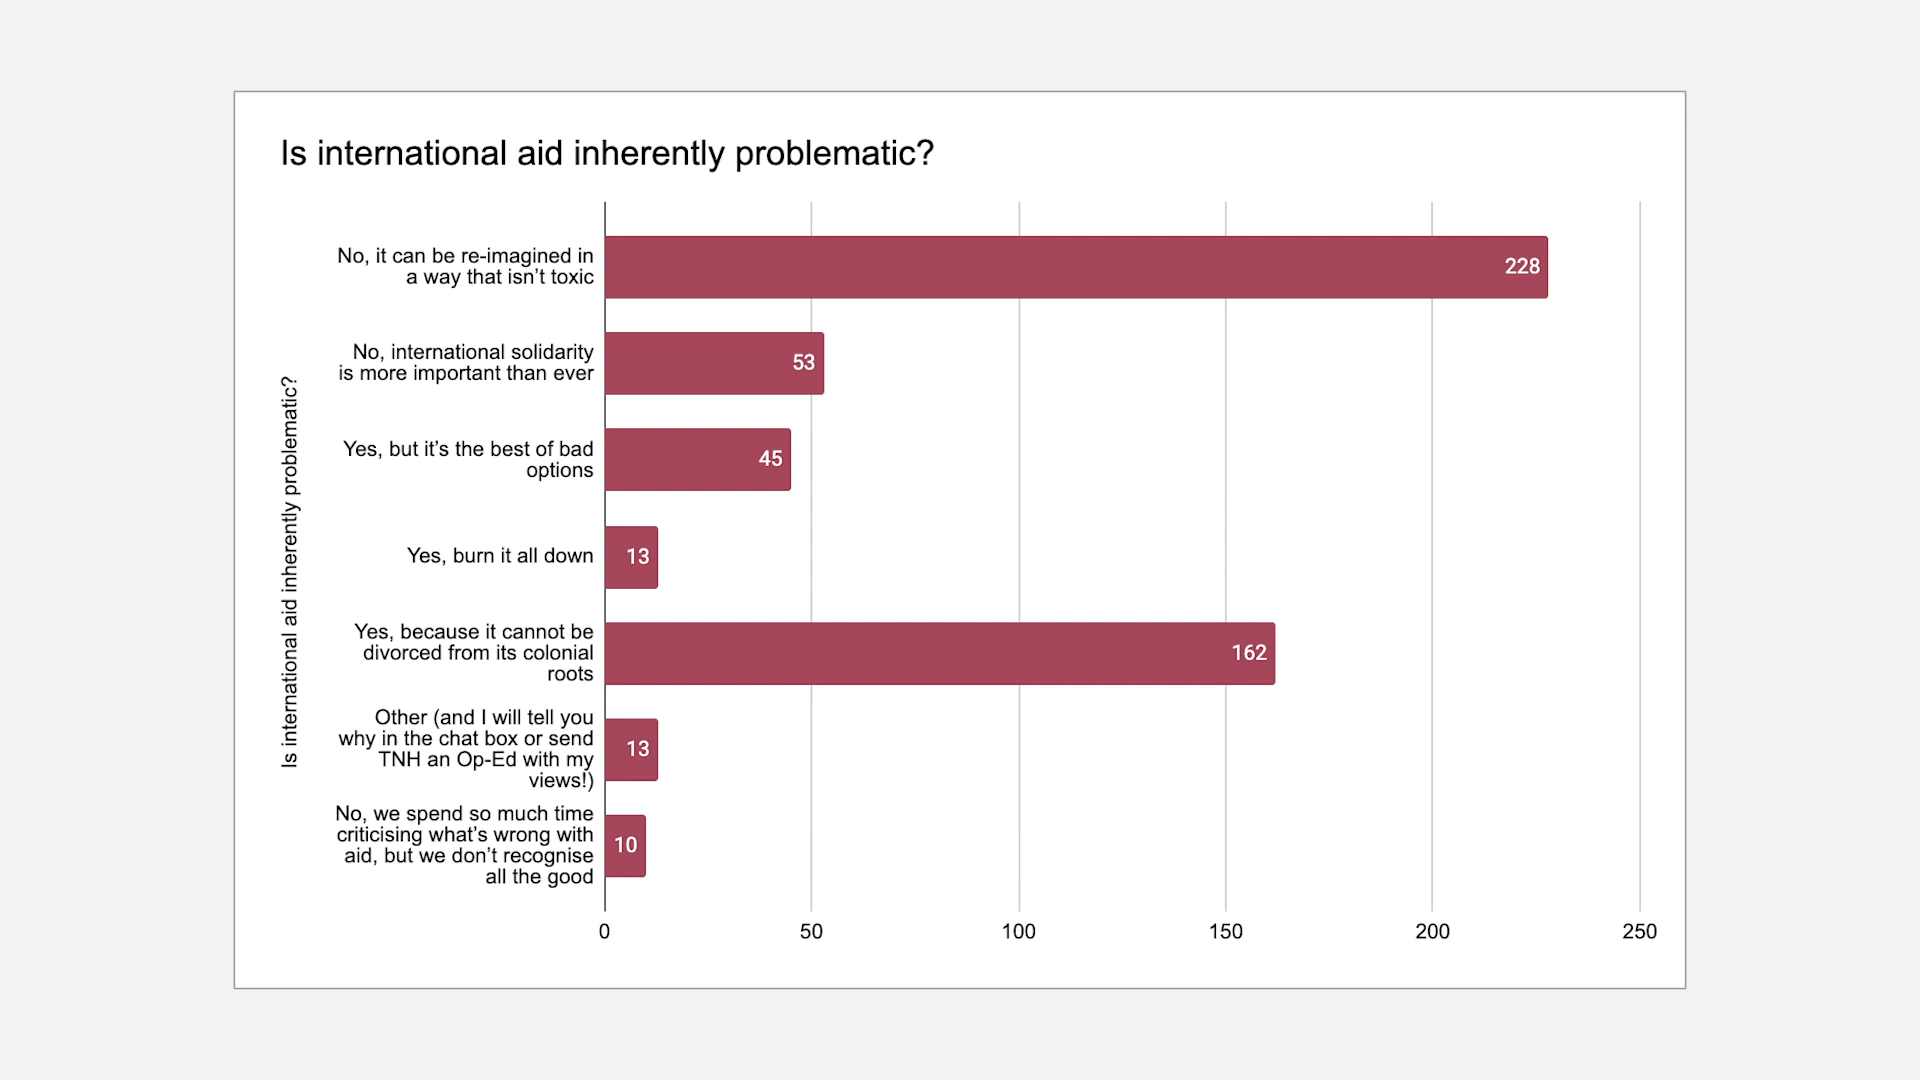 Is international aid inherently problematic?
Is international aid inherently problematic?
No, it can be re-imagined in
a way that isn’t toxic
228
No, international solidarity
is more important than ever
53
Yes, but it’s the best of bad
options
45
Yes, burn it all down
13
Yes, because it cannot be
divorced from its colonial
roots
162
Other (and I will tell you
why in the chat box or send
TNH an Op-Ed with my
views!)
13
No, we spend so much time
criticising what’s wrong with
aid, but we don’t recognise
all the good
10
0 50 100 150 200 250